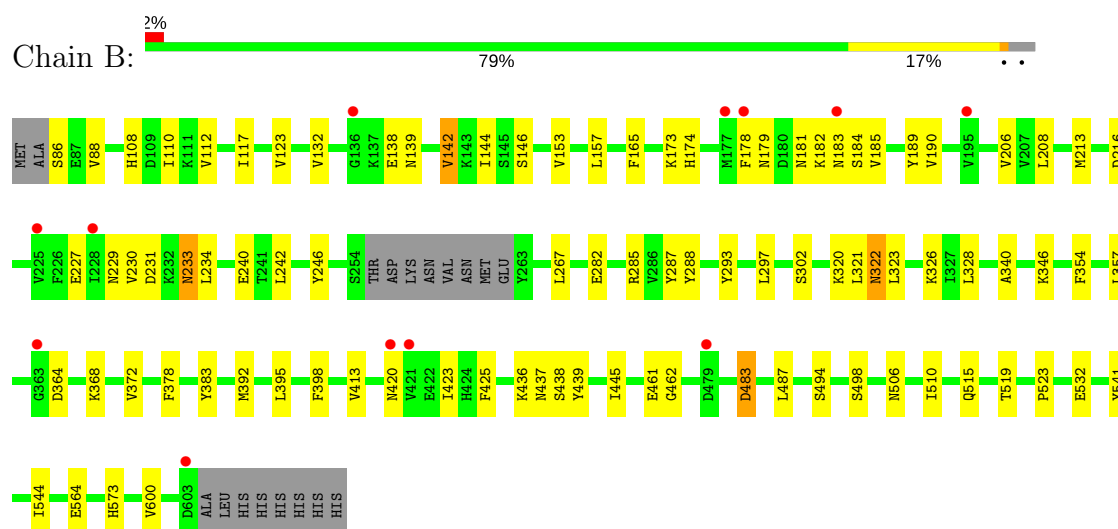 2%
Chain B:
79% 17% • •
MET ALA S86 E87 V88 H108 D109 I110 K111 V112 I117 V123 V132 G136 K137 E138 N139 V142 K143 I144 S145 S146 V153 L157 F165 K173 H174 M177 F178 N179 D180 N181 K182 N183 S184 V185 Y189 V190 V195 V206 V207 L208 M213 D216
V225 F226 E227 I228 N229 V230 D231 K232 N233 L234 E240 T241 L242 Y246 S254 THR ASP LYS ASN VAL ASN MET GLU Y263 L267 E282 R285 V286 Y287 Y288 Y293 L297 S302 K320 L321 N322 L323 K326 I327 L328 A340 K346 F354 L357
G363 D364 K368 V372 F378 Y383 M392 L395 F398 V413 N420 V421 E422 I423 H424 F425 K436 N437 S438 Y439 I445 E461 G462 D479 D483 L487 S494 S498 N506 I510 Q515 T519 P523 E532 Y541
I544 E564 H573 V600 D603 ALA LEU HIS HIS HIS HIS HIS HIS